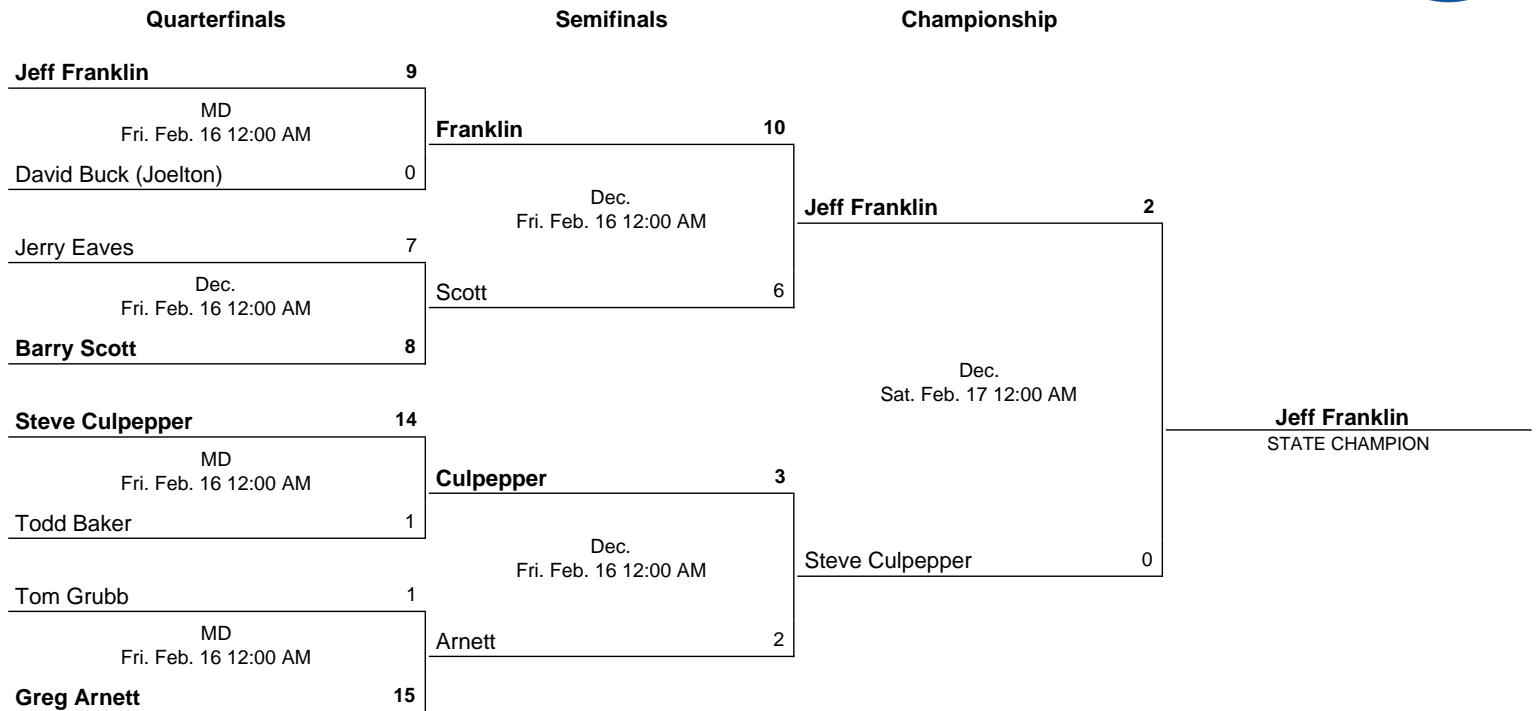 Quarterfinals
Semifinals
Championship
Jeff Franklin 9
MD
Fri. Feb. 16 12:00 AM
David Buck (Joelton) 0
Jerry Eaves 7
Dec.
Fri. Feb. 16 12:00 AM
Barry Scott 8
Steve Culpepper 14
MD
Fri. Feb. 16 12:00 AM
Todd Baker 1
Tom Grubb 1
MD
Fri. Feb. 16 12:00 AM
Greg Arnett 15
Franklin 10
Dec.
Fri. Feb. 16 12:00 AM
Scott 6
Culpepper 3
Dec.
Fri. Feb. 16 12:00 AM
Arnett 2
Jeff Franklin 2
Dec.
Sat. Feb. 17 12:00 AM
Steve Culpepper 0
Jeff Franklin
STATE CHAMPION